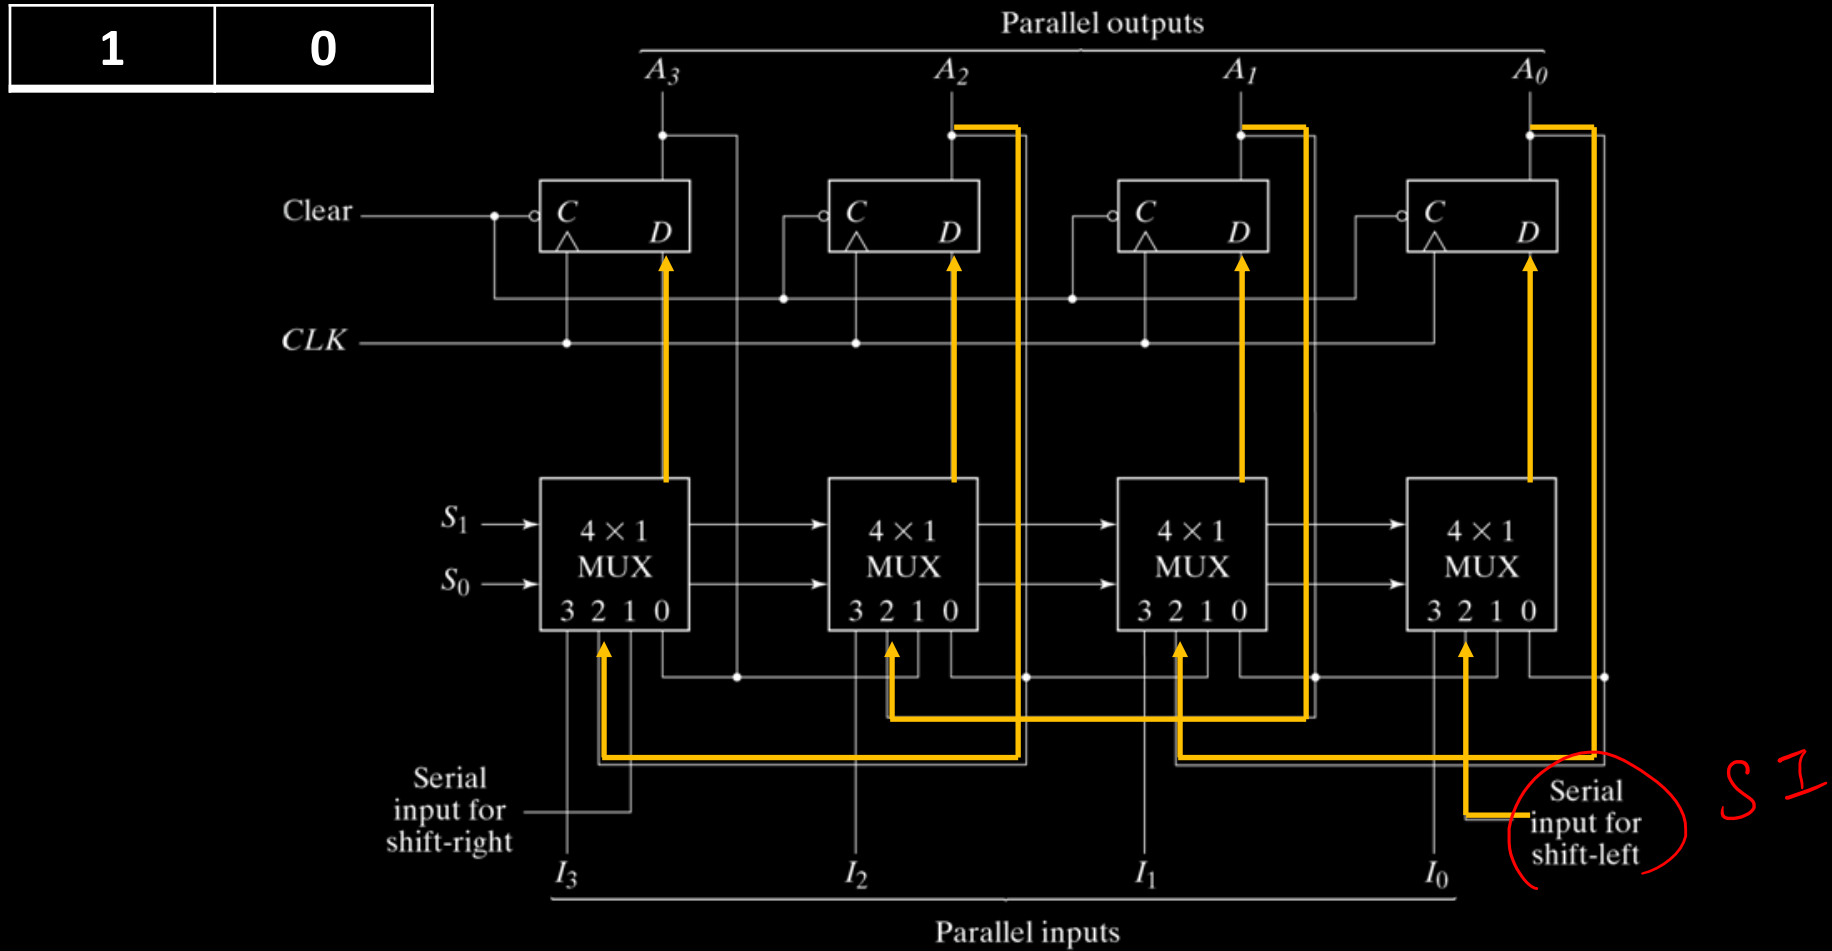 1 0
Parallel outputs
A3 A2 A1 A0
Clear C D C D C D C D
CLK
S1 4 × 1 4 × 1 4 × 1 4 × 1
MUX MUX MUX MUX
S0
3 2 1 0 3 2 1 0 3 2 1 0 3 2 1 0
Serial
input for
shift-right
Serial
input for
shift-left
SI
I3 I2 I1 I0
Parallel inputs